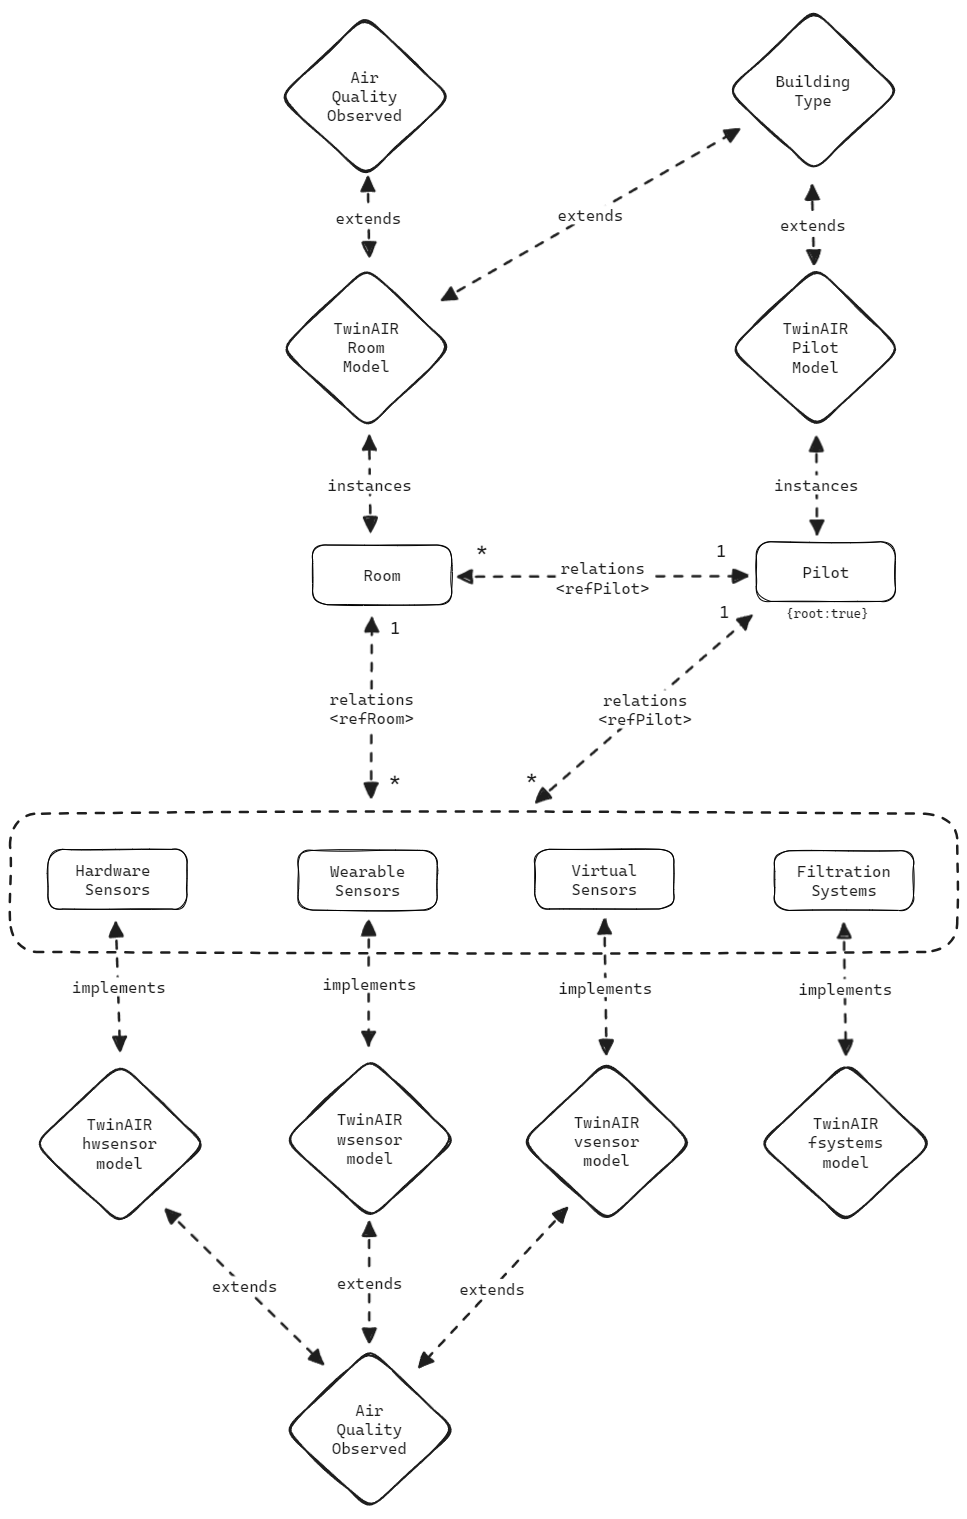 Air
Quality
Observed
Building
Type
extends
extends
extends
TwinAIR
Room
Model
TwinAIR
Pilot
Model
instances
instances
*
1
Room
relations
<refPilot>
Pilot
{root:true}
1
1
relations
<refRoom>
relations
<refPilot>
*
*
Hardware
Sensors
Wearable
Sensors
Virtual
Sensors
Filtration
Systems
implements
implements
implements
implements
TwinAIR
hwsensor
model
TwinAIR
wsensor
model
TwinAIR
vsensor
model
TwinAIR
fsystems
model
extends
extends
extends
Air
Quality
Observed